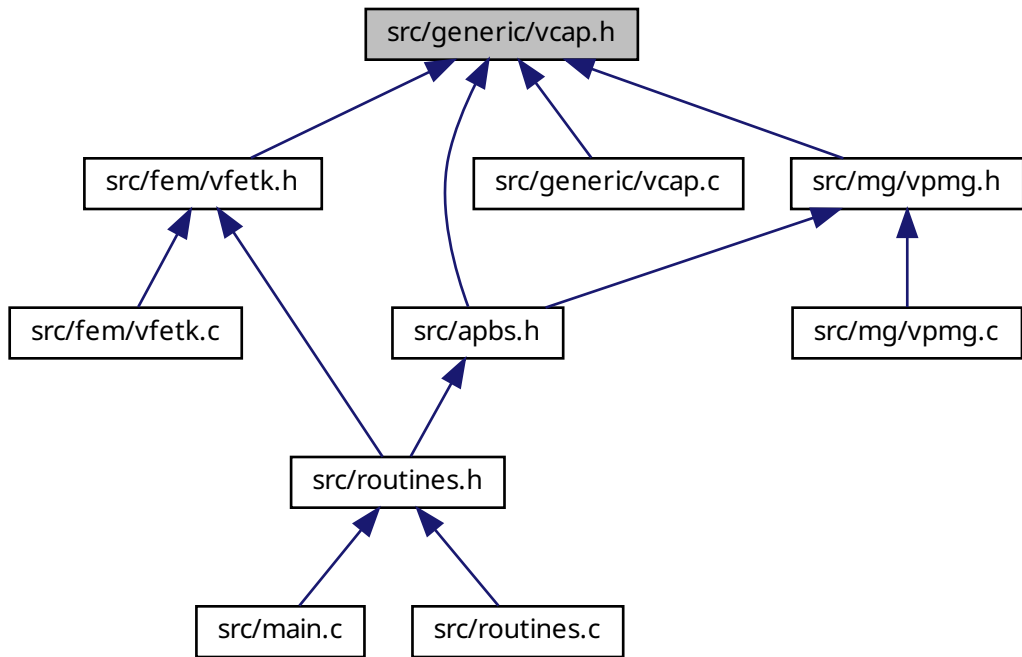 src/generic/vcap.h
src/fem/vfetk.h
src/generic/vcap.c
src/mg/vpmg.h
src/fem/vfetk.c
src/apbs.h
src/mg/vpmg.c
src/routines.h
src/main.c
src/routines.c